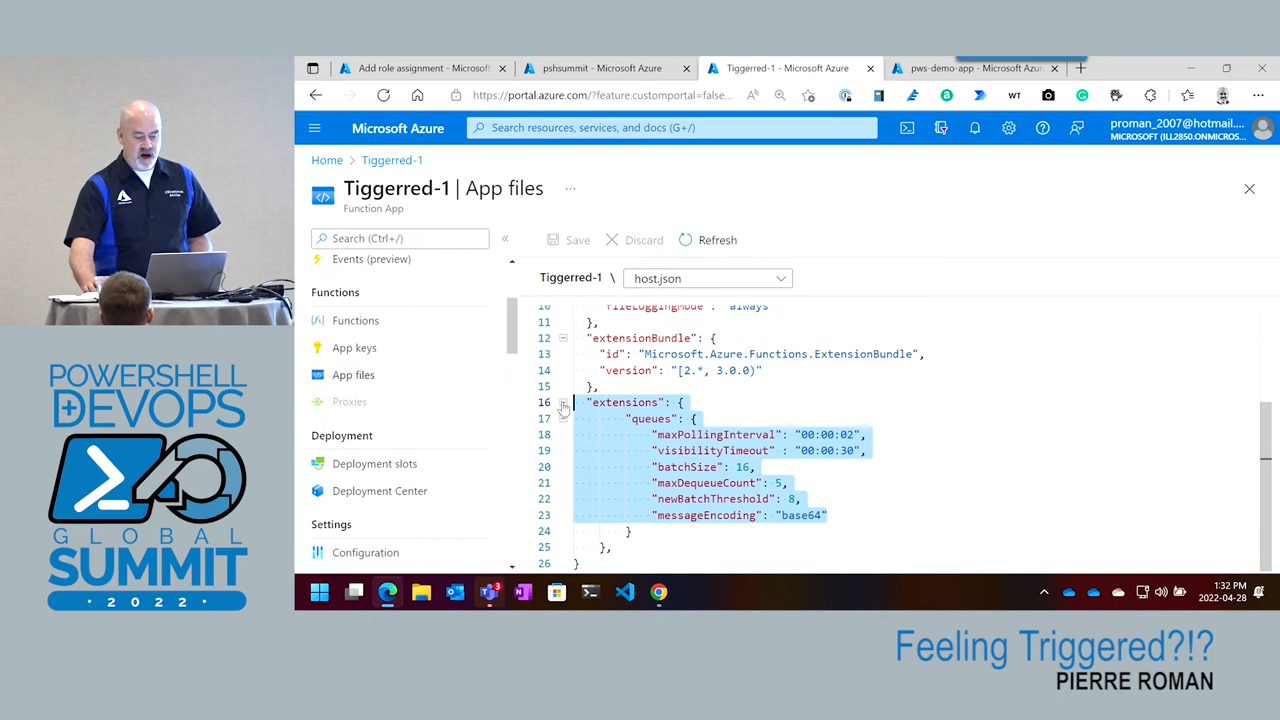 Add role assignment - Microsoft
pshsummit - Microsoft Azure
Tiggerred-1 - Microsoft Azure
pws-demo-app - Microsoft Azur
https://portal.azure.com/?feature.customportal=false...
WT
Microsoft Azure
Search resources, services, and docs (G+/)
proman_2007@hotmail....
MICROSOFT (ILL2850.ONMICROS...
Home > Tiggerred-1
Tiggerred-1 | App files ...
Function App
Search (Ctrl+/)
Save
Discard
Refresh
Events (preview)
Functions
Functions
App keys
App files
Proxies
Deployment
Deployment slots
Deployment Center
Settings
Configuration
Tiggerred-1 \ host.json
10 "fileLoggingMode": "always"
11 },
12 "extensionBundle": {
13 "id": "Microsoft.Azure.Functions.ExtensionBundle",
14 "version": "[2.*, 3.0.0)"
15 },
16 "extensions": {
17 "queues": {
18 "maxPollingInterval": "00:00:02",
19 "visibilityTimeout" : "00:00:30",
20 "batchSize": 16,
21 "maxDequeueCount": 5,
22 "newBatchThreshold": 8,
23 "messageEncoding": "base64"
24 }
25 },
26 }
3
1:32 PM
2022-04-28
POWERSHELL
DEVOPS
GLOBAL
SUMMIT
· 2022 ·
Feeling Triggered?!?
PIERRE ROMAN